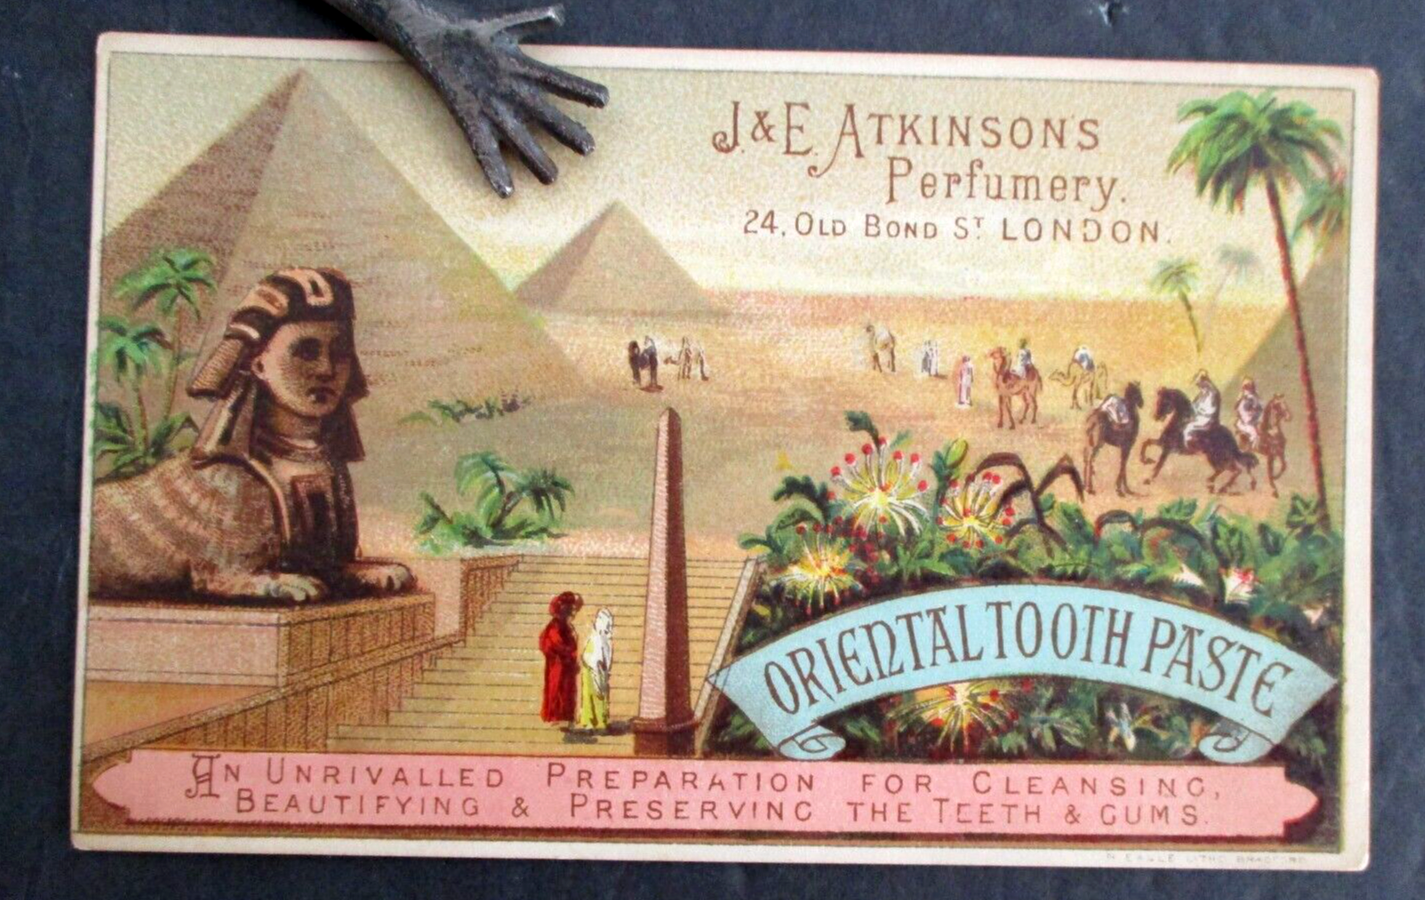 J. & E. ATKINSON'S
Perfumery.
24, OLD BOND ST LONDON.
ORIENTAL TOOTH PASTE
AN UNRIVALLED PREPARATION FOR CLEANSING,
BEAUTIFYING & PRESERVING THE TEETH & GUMS.